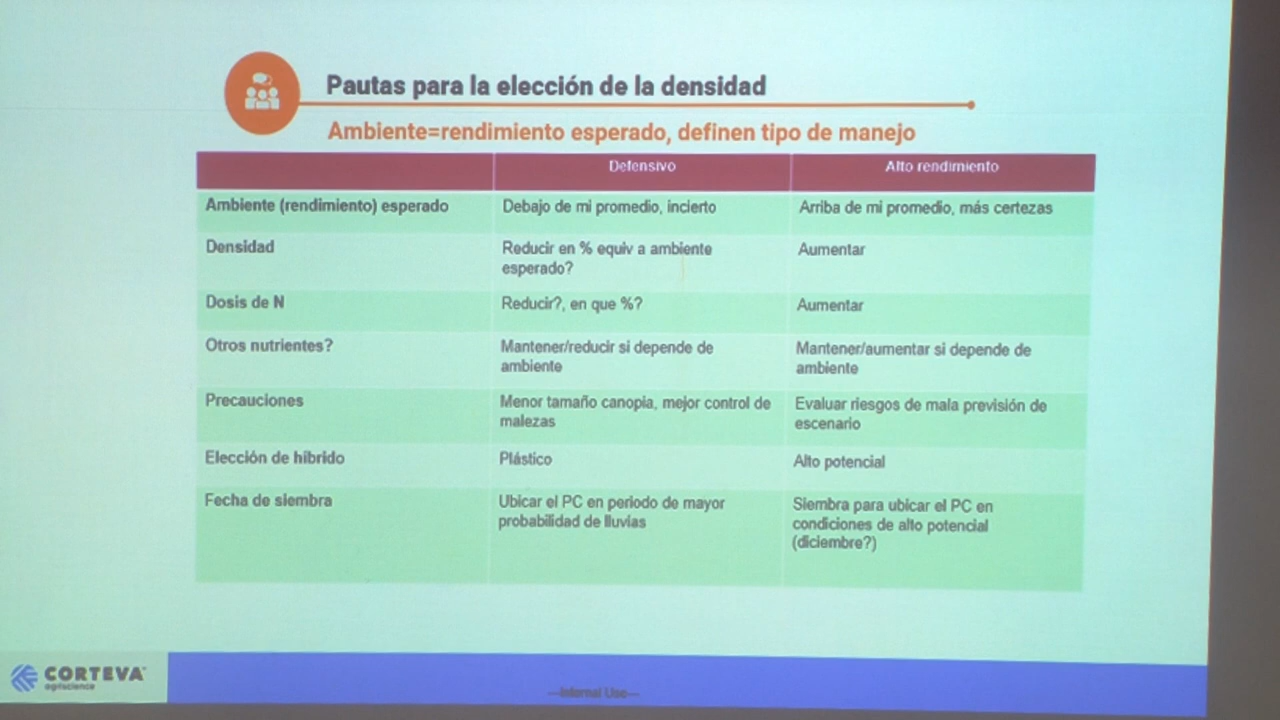 Pautas para la elección de la densidad
Ambiente=rendimiento esperado, definen tipo de manejo
Defensivo
Alto rendimiento
Ambiente (rendimiento) esperado
Debajo de mi promedio, incierto
Arriba de mi promedio, más certezas
Densidad
Reducir en % equiv a ambiente
esperado?
Aumentar
Dosis de N
Reducir?, en que %?
Aumentar
Otros nutrientes?
Mantener/reducir si depende de
ambiente
Mantener/aumentar si depende de
ambiente
Precauciones
Menor tamaño canopia, mejor control de
malezas
Evaluar riesgos de mala previsión de
escenario
Elección de híbrido
Plástico
Alto potencial
Fecha de siembra
Ubicar el PC en periodo de mayor
probabilidad de lluvias
Siembra para ubicar el PC en
condiciones de alto potencial
(diciembre?)
CORTEVA™
agriscience
—Internal Use—